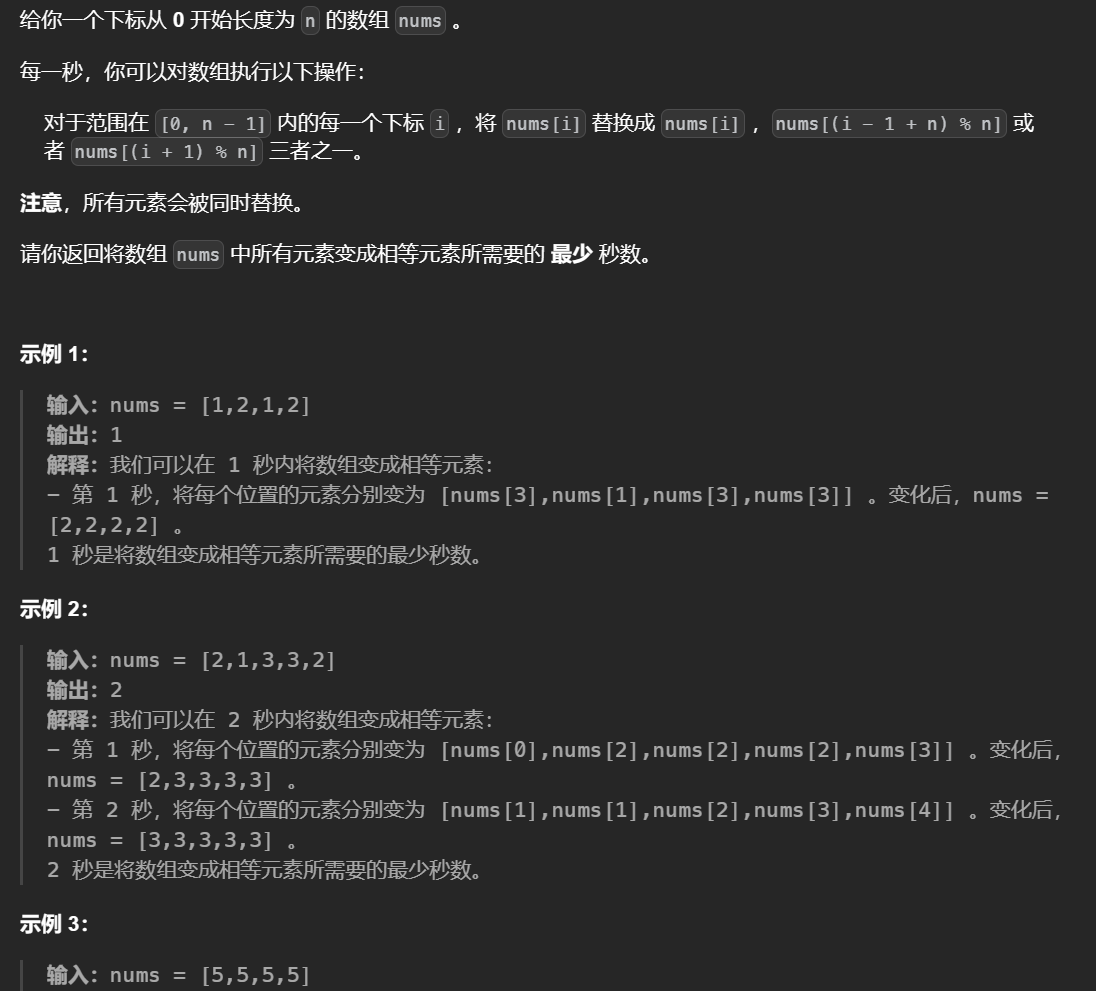 给你一个下标从 0 开始长度为 n 的数组 nums 。
每一秒，你可以对数组执行以下操作：
对于范围在 [0, n - 1] 内的每一个下标 i ，将 nums[i] 替换成 nums[i] ，nums[(i - 1 + n) % n] 或
者 nums[(i + 1) % n] 三者之一。
注意，所有元素会被同时替换。
请你返回将数组 nums 中所有元素变成相等元素所需要的 最少 秒数。
示例 1：
输入：nums = [1,2,1,2]
输出：1
解释：我们可以在 1 秒内将数组变成相等元素：
- 第 1 秒，将每个位置的元素分别变为 [nums[3],nums[1],nums[3],nums[3]] 。变化后，nums =
[2,2,2,2] 。
1 秒是将数组变成相等元素所需要的最少秒数。
示例 2：
输入：nums = [2,1,3,3,2]
输出：2
解释：我们可以在 2 秒内将数组变成相等元素：
- 第 1 秒，将每个位置的元素分别变为 [nums[0],nums[2],nums[2],nums[2],nums[3]] 。变化后，
nums = [2,3,3,3,3] 。
- 第 2 秒，将每个位置的元素分别变为 [nums[1],nums[1],nums[2],nums[3],nums[4]] 。变化后，
nums = [3,3,3,3,3] 。
2 秒是将数组变成相等元素所需要的最少秒数。
示例 3：
输入：nums = [5,5,5,5]